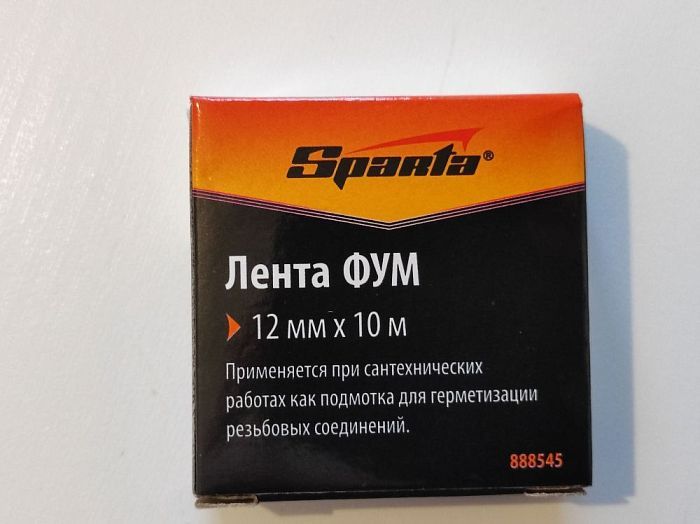 Sparta®
Лента ФУМ
12 мм x 10 м
Применяется при сантехнических
работах как подмотка для герметизации
резьбовых соединений.
888545